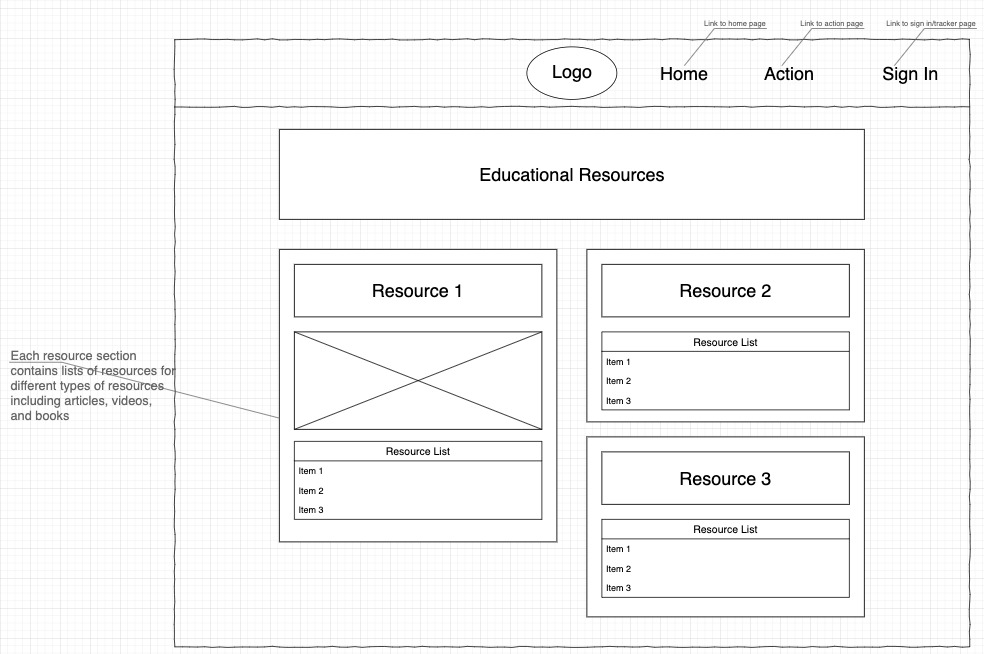 Link to home page
Link to action page
Link to sign in/tracker page
Logo
Home
Action
Sign In
Educational Resources
Resource 1
Resource List
Item 1
Item 2
Item 3
Resource 2
Resource List
Item 1
Item 2
Item 3
Resource 3
Resource List
Item 1
Item 2
Item 3
Each resource section
contains lists of resources for
different types of resources
including articles, videos,
and books